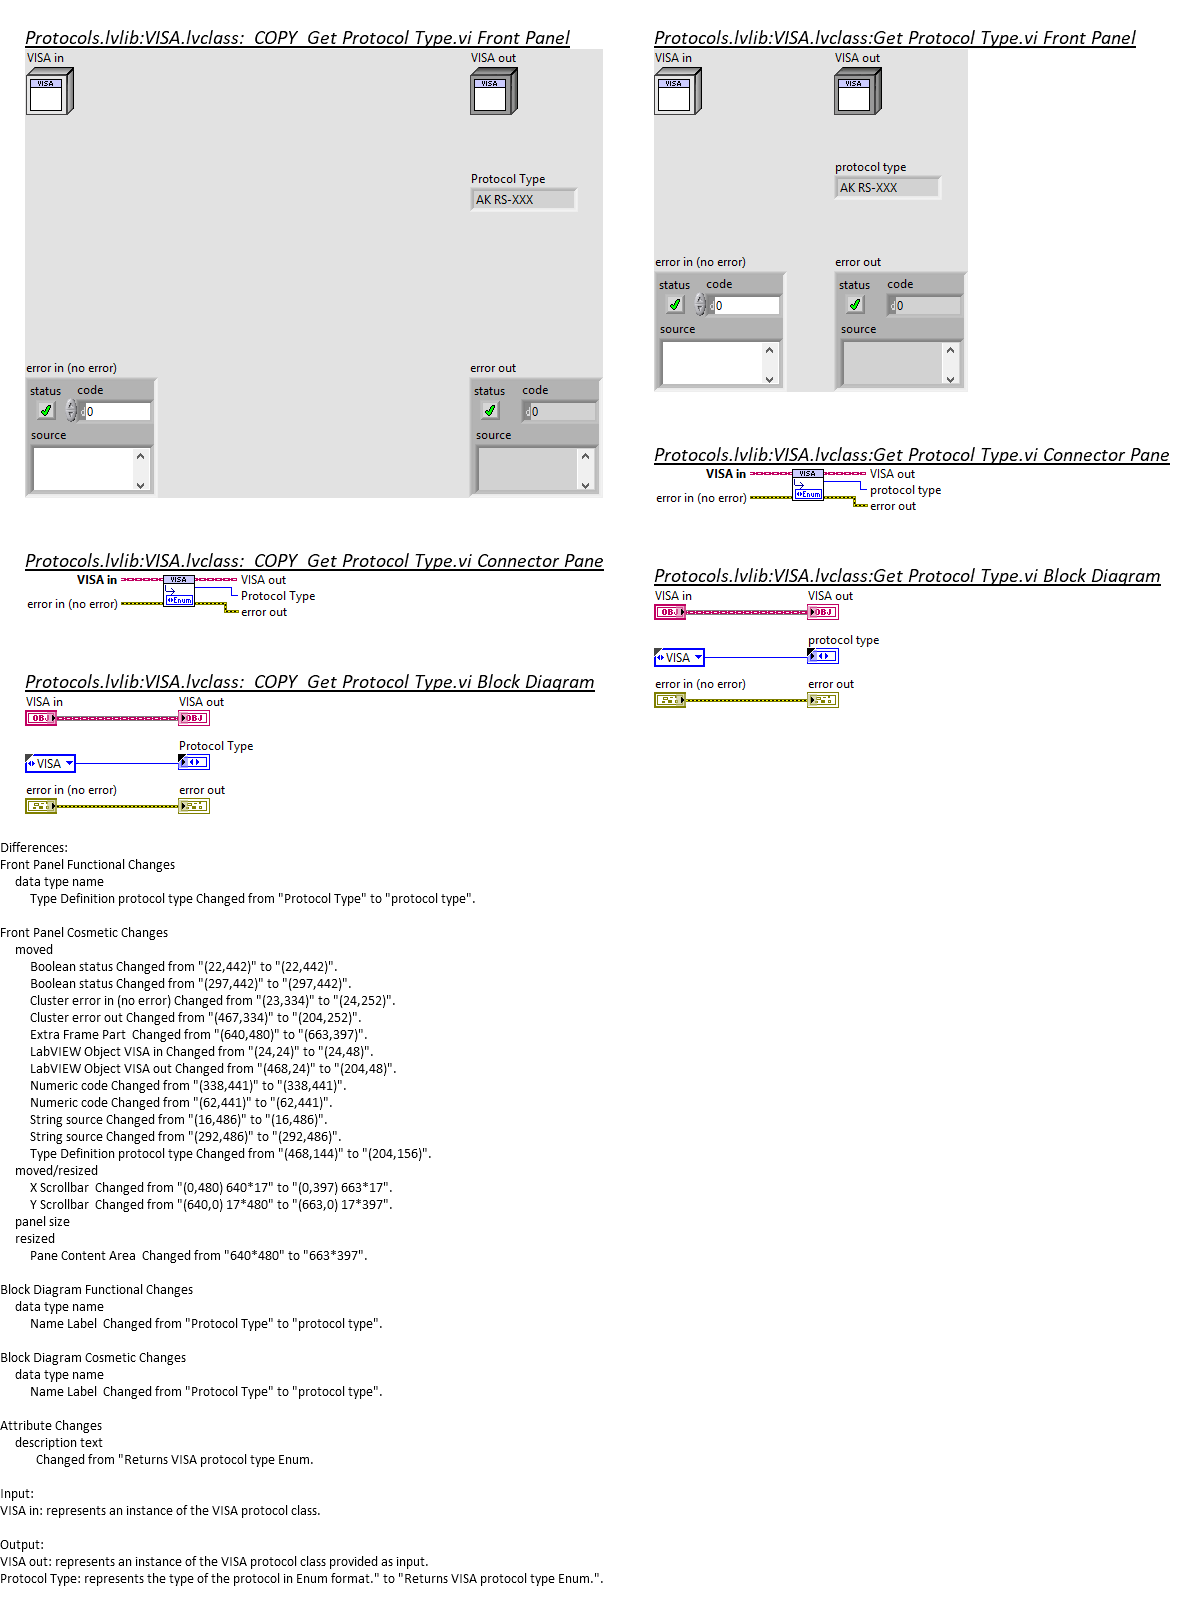 Protocols.lvlib:VISA.lvclass:_COPY_Get Protocol Type.vi Front Panel
VISA in
VISA
VISA out
VISA
Protocol Type
AK RS-XXX
error in (no error)
status
code
d
0
source
error out
status
code
d
0
source
Protocols.lvlib:VISA.lvclass:_COPY_Get Protocol Type.vi Connector Pane
VISA in
VISA
Enum
VISA out
Protocol Type
error in (no error)
error out
Protocols.lvlib:VISA.lvclass:_COPY_Get Protocol Type.vi Block Diagram
VISA in
OBJ
VISA out
OBJ
Protocol Type
VISA
error in (no error)
error out
Protocols.lvlib:VISA.lvclass:Get Protocol Type.vi Front Panel
VISA in
VISA
VISA out
VISA
protocol type
AK RS-XXX
error in (no error)
status
code
d
0
source
error out
status
code
d
0
source
Protocols.lvlib:VISA.lvclass:Get Protocol Type.vi Connector Pane
VISA in
VISA
Enum
VISA out
protocol type
error in (no error)
error out
Protocols.lvlib:VISA.lvclass:Get Protocol Type.vi Block Diagram
VISA in
OBJ
VISA out
OBJ
protocol type
VISA
error in (no error)
error out
Differences:
Front Panel Functional Changes
data type name
Type Definition protocol type Changed from "Protocol Type" to "protocol type".
Front Panel Cosmetic Changes
moved
Boolean status Changed from "(22,442)" to "(22,442)".
Boolean status Changed from "(297,442)" to "(297,442)".
Cluster error in (no error) Changed from "(23,334)" to "(24,252)".
Cluster error out Changed from "(467,334)" to "(204,252)".
Extra Frame Part  Changed from "(640,480)" to "(663,397)".
LabVIEW Object VISA in Changed from "(24,24)" to "(24,48)".
LabVIEW Object VISA out Changed from "(468,24)" to "(204,48)".
Numeric code Changed from "(338,441)" to "(338,441)".
Numeric code Changed from "(62,441)" to "(62,441)".
String source Changed from "(16,486)" to "(16,486)".
String source Changed from "(292,486)" to "(292,486)".
Type Definition protocol type Changed from "(468,144)" to "(204,156)".
moved/resized
X Scrollbar  Changed from "(0,480) 640*17" to "(0,397) 663*17".
Y Scrollbar  Changed from "(640,0) 17*480" to "(663,0) 17*397".
panel size
resized
Pane Content Area  Changed from "640*480" to "663*397".
Block Diagram Functional Changes
data type name
Name Label  Changed from "Protocol Type" to "protocol type".
Block Diagram Cosmetic Changes
data type name
Name Label  Changed from "Protocol Type" to "protocol type".
Attribute Changes
description text
Changed from "Returns VISA protocol type Enum.
Input:
VISA in: represents an instance of the VISA protocol class.
Output:
VISA out: represents an instance of the VISA protocol class provided as input.
Protocol Type: represents the type of the protocol in Enum format." to "Returns VISA protocol type Enum.".